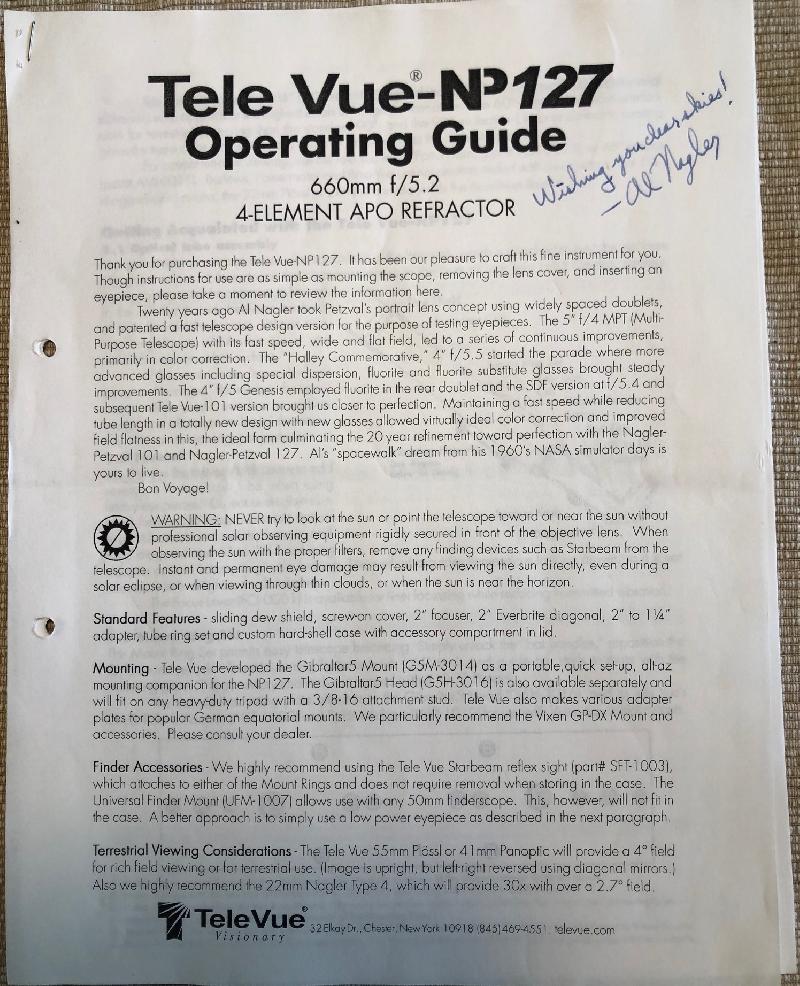 Tele Vue®-NP127
Operating Guide
660mm f/5.2
4-ELEMENT APO REFRACTOR
Wishing you clear skies!
- Al Nagler
Thank you for purchasing the Tele Vue-NP127. It has been our pleasure to craft this fine instrument for you.
Though instructions for use are as simple as mounting the scope, removing the lens cover, and inserting an
eyepiece, please take a moment to review the information here.
Twenty years ago Al Nagler took Petzval's portrait lens concept using widely spaced doublets,
and patented a fast telescope design version for the purpose of testing eyepieces. The 5" f/4 MPT (Multi-
Purpose Telescope) with its fast speed, wide and flat field, led to a series of continuous improvements,
primarily in color correction. The "Halley Commemorative," 4" f/5.5 started the parade where more
advanced glasses including special dispersion, fluorite and fluorite substitute glasses brought steady
improvements. The 4" f/5 Genesis employed fluorite in the rear doublet and the SDF version at f/5.4 and
subsequent Tele Vue-101 version brought us closer to perfection. Maintaining a fast speed while reducing
tube length in a totally new design with new glasses allowed virtually ideal color correction and improved
field flatness in this, the ideal form culminating the 20 year refinement toward perfection with the Nagler-
Petzval 101 and Nagler-Petzval 127. Al's "spacewalk" dream from his 1960's NASA simulator days is
yours to live.
Bon Voyage!
WARNING: NEVER try to look at the sun or point the telescope toward or near the sun without
professional solar observing equipment rigidly secured in front of the objective lens. When
observing the sun with the proper filters, remove any finding devices such as Starbeam from the
telescope. Instant and permanent eye damage may result from viewing the sun directly, even during a
solar eclipse, or when viewing through thin clouds, or when the sun is near the horizon.
Standard Features - sliding dew shield, screw-on cover, 2" focuser, 2" Everbrite diagonal, 2" to 1¼"
adapter, tube ring set and custom hard-shell case with accessory compartment in lid.
Mounting - Tele Vue developed the Gibraltar5 Mount (G5M-3014) as a portable,quick set-up, alt-az
mounting companion for the NP127. The Gibraltar5 Head (G5H-3016) is also available separately and
will fit on any heavy-duty tripod with a 3/8-16 attachment stud. Tele Vue also makes various adapter
plates for popular German equatorial mounts. We particularly recommend the Vixen GP-DX Mount and
accessories. Please consult your dealer.
Finder Accessories - We highly recommend using the Tele Vue Starbeam reflex sight (part# SFT-1003),
which attaches to either of the Mount Rings and does not require removal when storing in the case. The
Universal Finder Mount (UFM-1007) allows use with any 50mm finderscope. This, however, will not fit in
the case. A better approach is to simply use a low power eyepiece as described in the next paragraph.
Terrestrial Viewing Considerations - The Tele Vue 55mm Plössl or 41mm Panoptic will provide a 4° field
for rich field viewing or for terrestrial use. (Image is upright, but left-right reversed using diagonal mirrors.)
Also we highly recommend the 22mm Nagler Type 4, which will provide 30x with over a 2.7° field.
TeleVue®
Visionary
32 Elkay Dr., Chester, New York 10918 (845)469-4551. televue.com